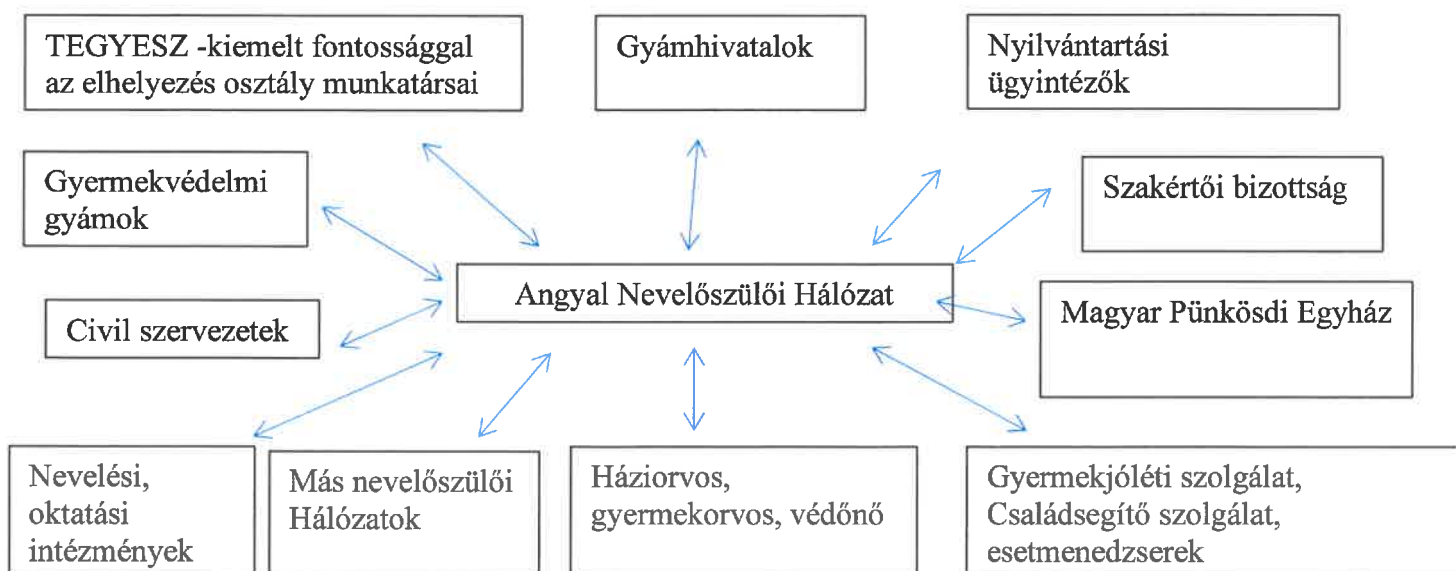 TEGYESZ -kiemelt fontossággal
az elhelyezés osztály munkatársai
Gyámhivatalok
Nyilvántartási
ügyintézők
Gyermekvédelmi
gyámok
Szakértői bizottság
Angyal Nevelőszülői Hálózat
Civil szervezetek
Magyar Pünkösdi Egyház
Nevelési,
oktatási
intézmények
Más nevelőszülői
Hálózatok
Háziorvos,
gyermekorvos, védőnő
Gyermekjóléti szolgálat,
Családsegítő szolgálat,
esetmenedzserek